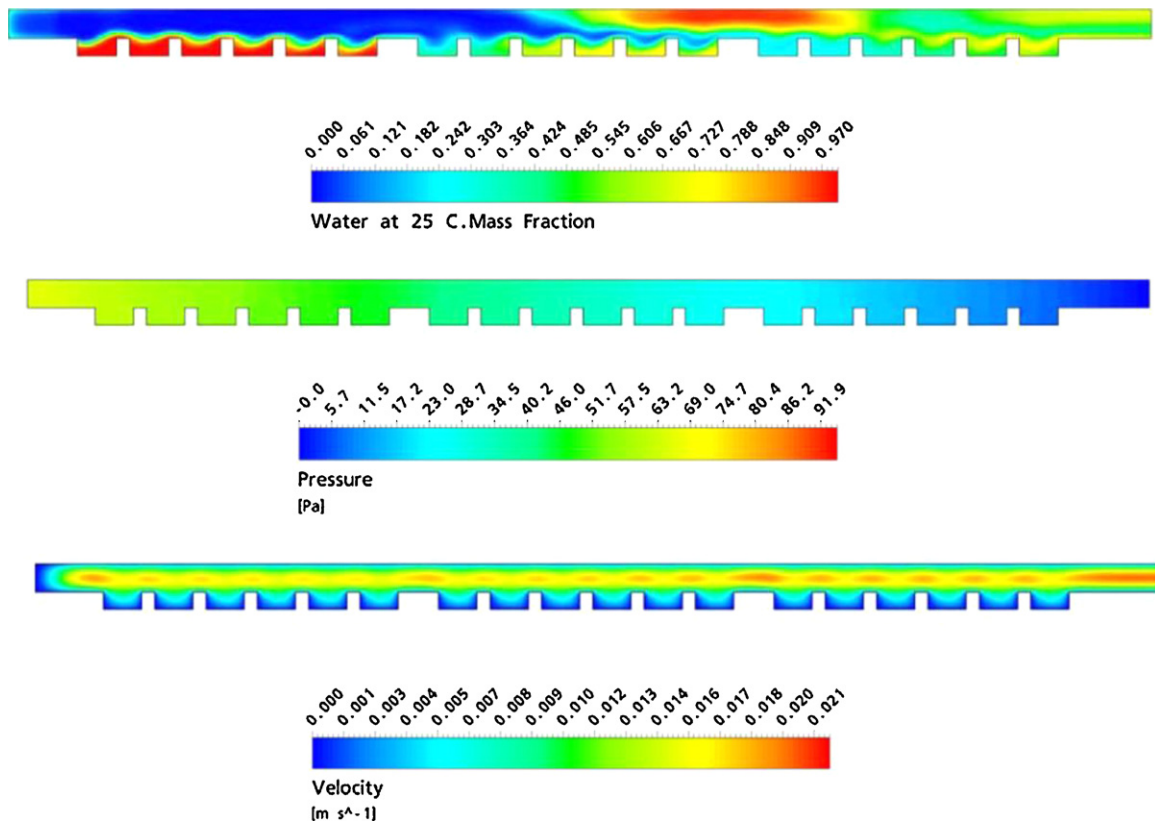 0.000 0.061 0.121 0.182 0.242 0.303 0.364 0.424 0.485 0.545 0.606 0.667 0.727 0.788 0.848 0.909 0.970
Water at 25 C.Mass Fraction
-0.0 5.7 11.5 17.2 23.0 28.7 34.5 40.2 46.0 51.7 57.5 63.2 69.0 74.7 80.4 86.2 91.9
Pressure
[Pa]
0.000 0.001 0.003 0.004 0.005 0.007 0.008 0.009 0.010 0.012 0.013 0.014 0.016 0.017 0.018 0.020 0.021
Velocity
[m s^-1]